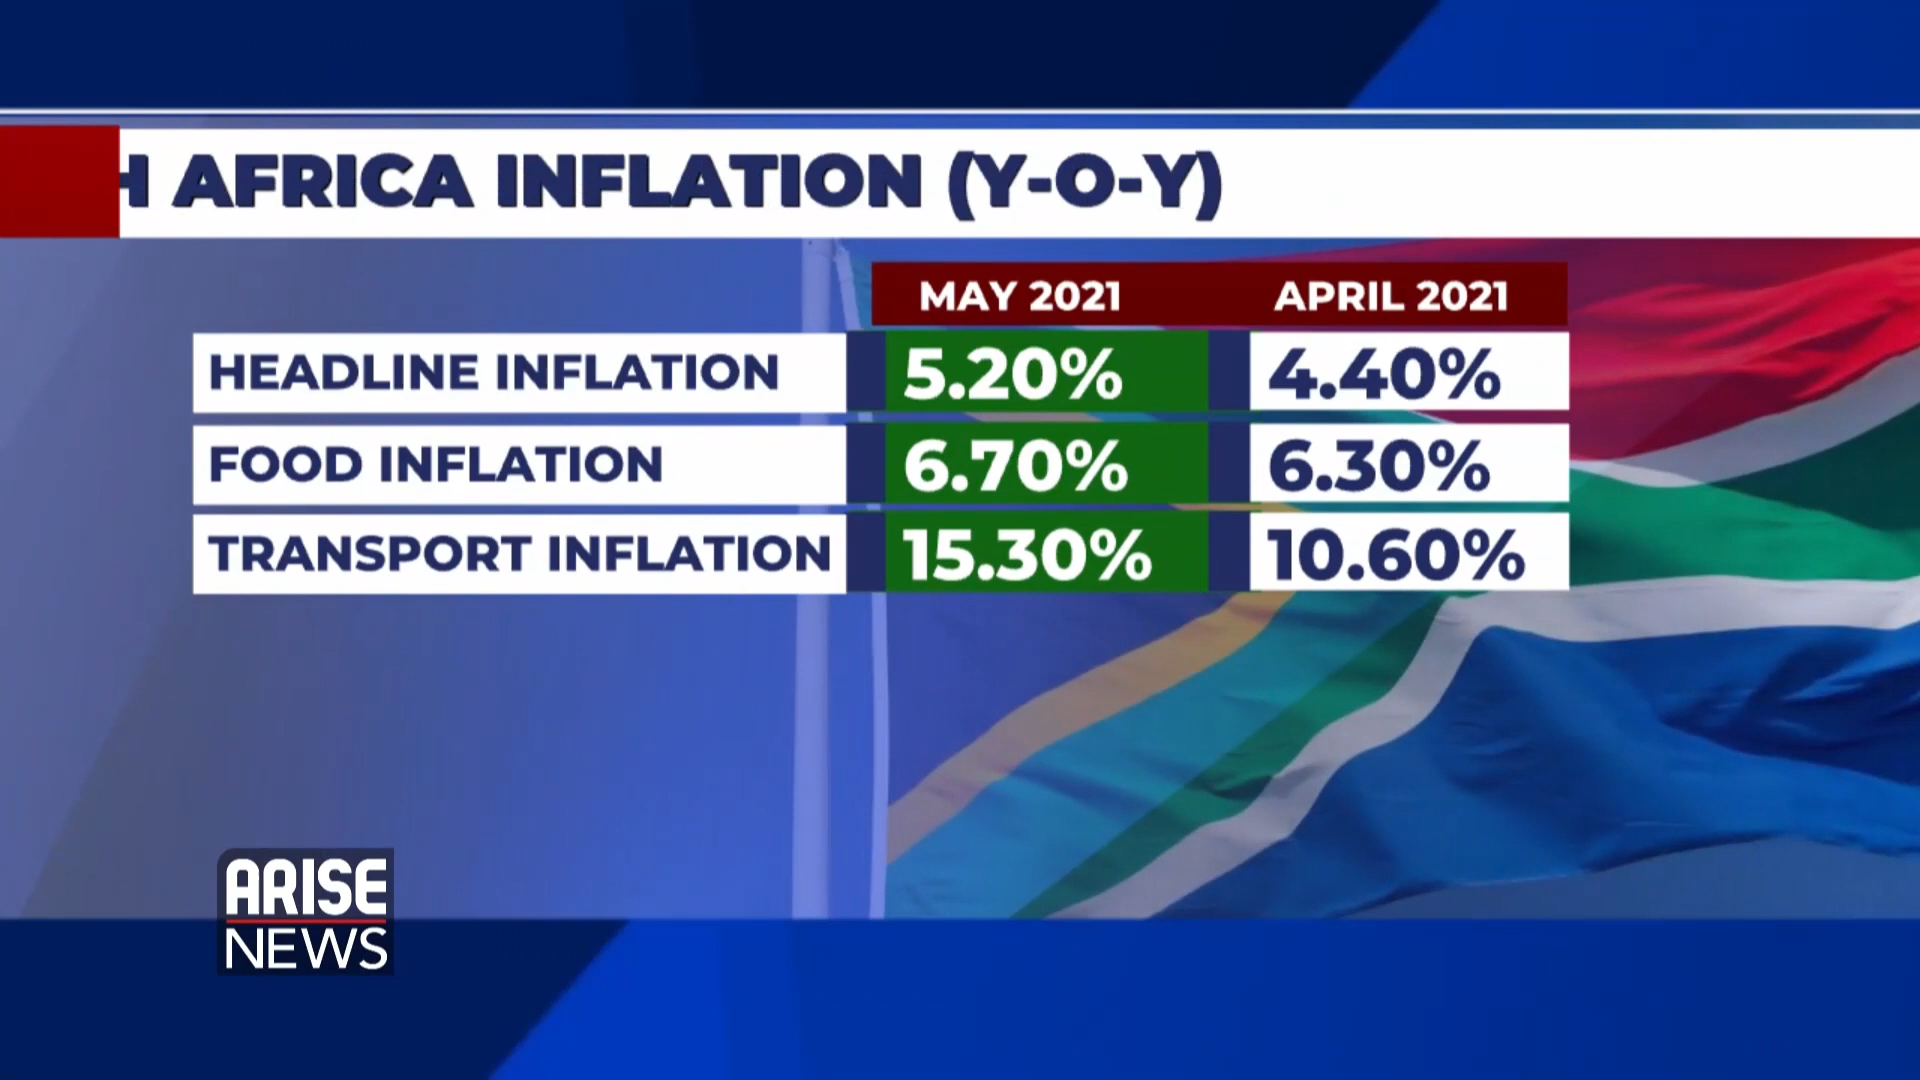 H AFRICA INFLATION (Y-O-Y)
MAY 2021 APRIL 2021
HEADLINE INFLATION 5.20% 4.40%
FOOD INFLATION 6.70% 6.30%
TRANSPORT INFLATION 15.30% 10.60%
ARISE
NEWS